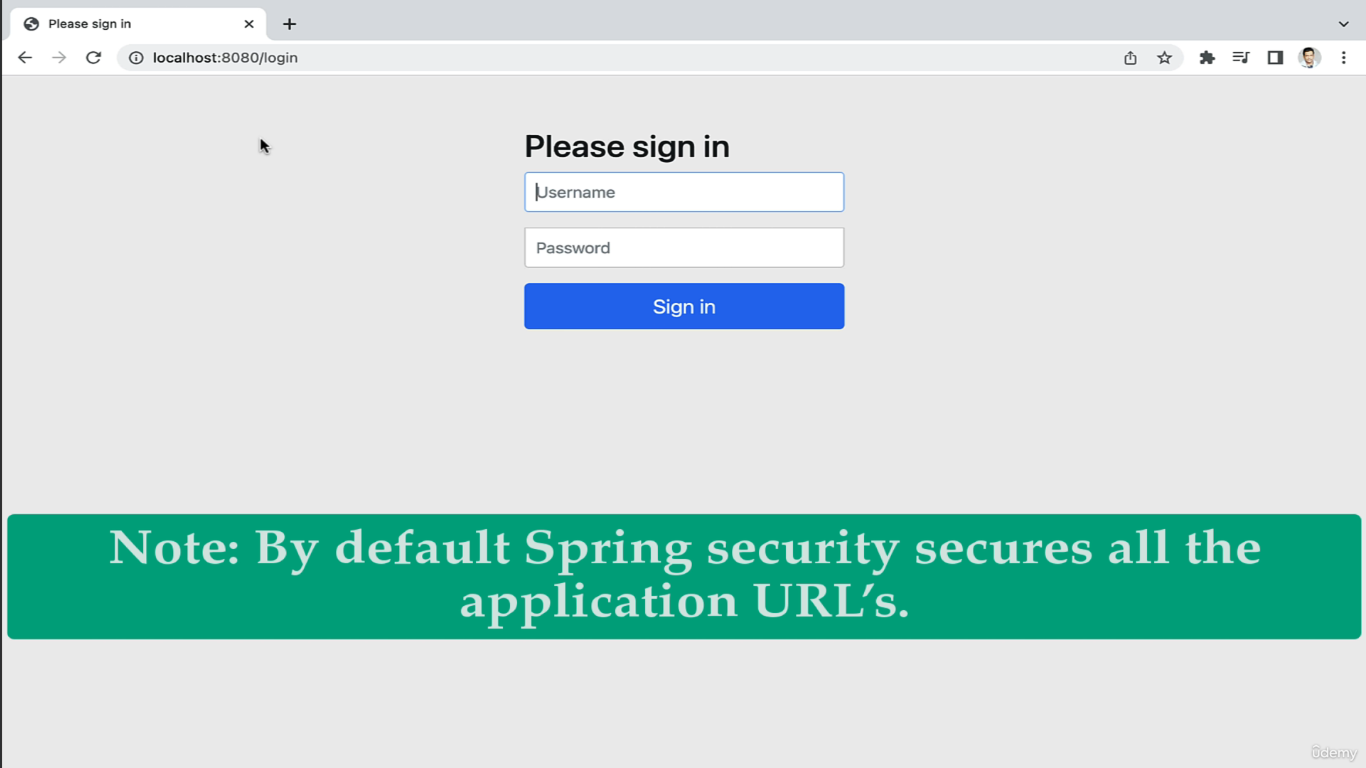 Please sign in
localhost:8080/login
Please sign in
Username
Password
Sign in
Note: By default Spring security secures all the
application URL’s.
ûdemy